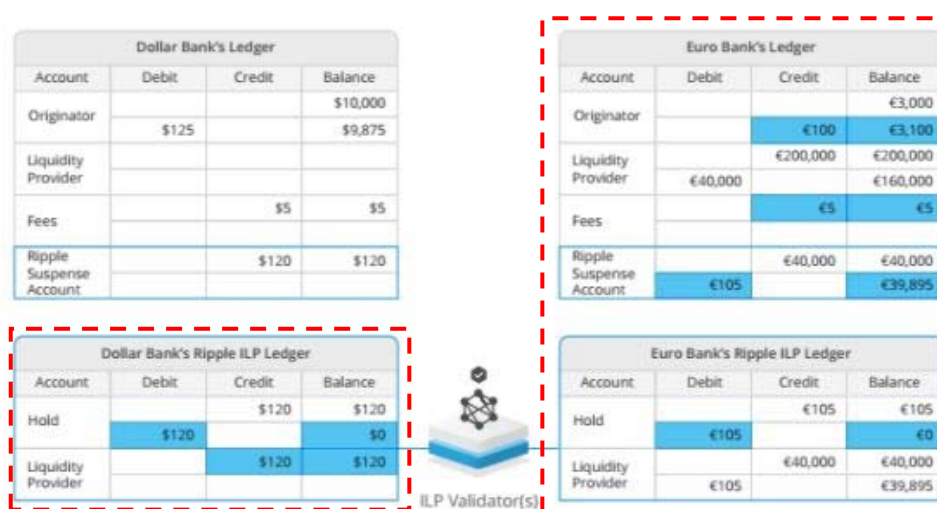 Dollar Bank's Ledger
Account Debit Credit Balance
Originator
$10,000
$125 $9,875
Liquidity
Provider
Fees
$5 $5
Ripple
Suspense
Account
$120 $120
Euro Bank's Ledger
Account Debit Credit Balance
Originator
€3,000
€100 €3,100
Liquidity
Provider
€200,000 €200,000
€40,000 €160,000
Fees
€5 €5
Ripple
Suspense
Account
€40,000 €40,000
€105 €39,895
Dollar Bank's Ripple ILP Ledger
Account Debit Credit Balance
Hold
$120 $120
$120 $0
Liquidity
Provider
$120 $120
ILP Validator(s)
Euro Bank's Ripple ILP Ledger
Account Debit Credit Balance
Hold
€105 €105
€105 €0
Liquidity
Provider
€40,000 €40,000
€105 €39,895